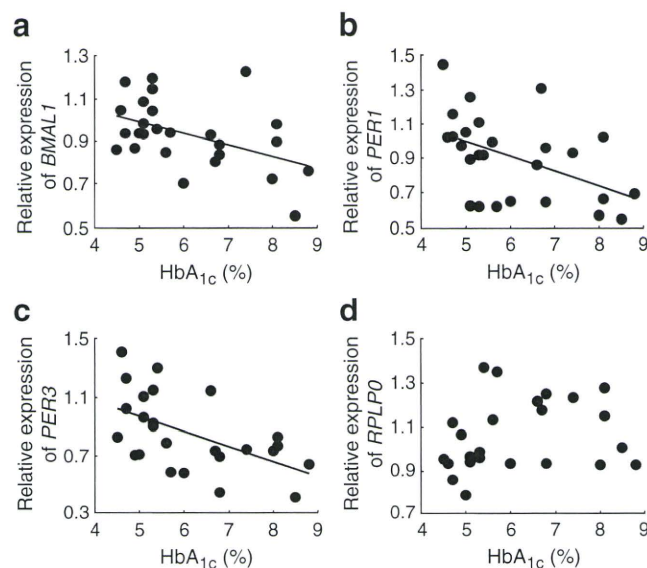 a
Relative expression
of BMAL1
1.3
1.1
0.9
0.7
0.5
4 5 6 7 8 9
HbA1c (%)
b
Relative expression
of PER1
1.5
1.3
1.1
0.9
0.7
0.5
4 5 6 7 8 9
HbA1c (%)
c
Relative expression
of PER3
1.5
1.1
0.7
0.3
4 5 6 7 8 9
HbA1c (%)
d
Relative expression
of RPLP0
1.5
1.3
1.1
0.9
0.7
4 5 6 7 8 9
HbA1c (%)